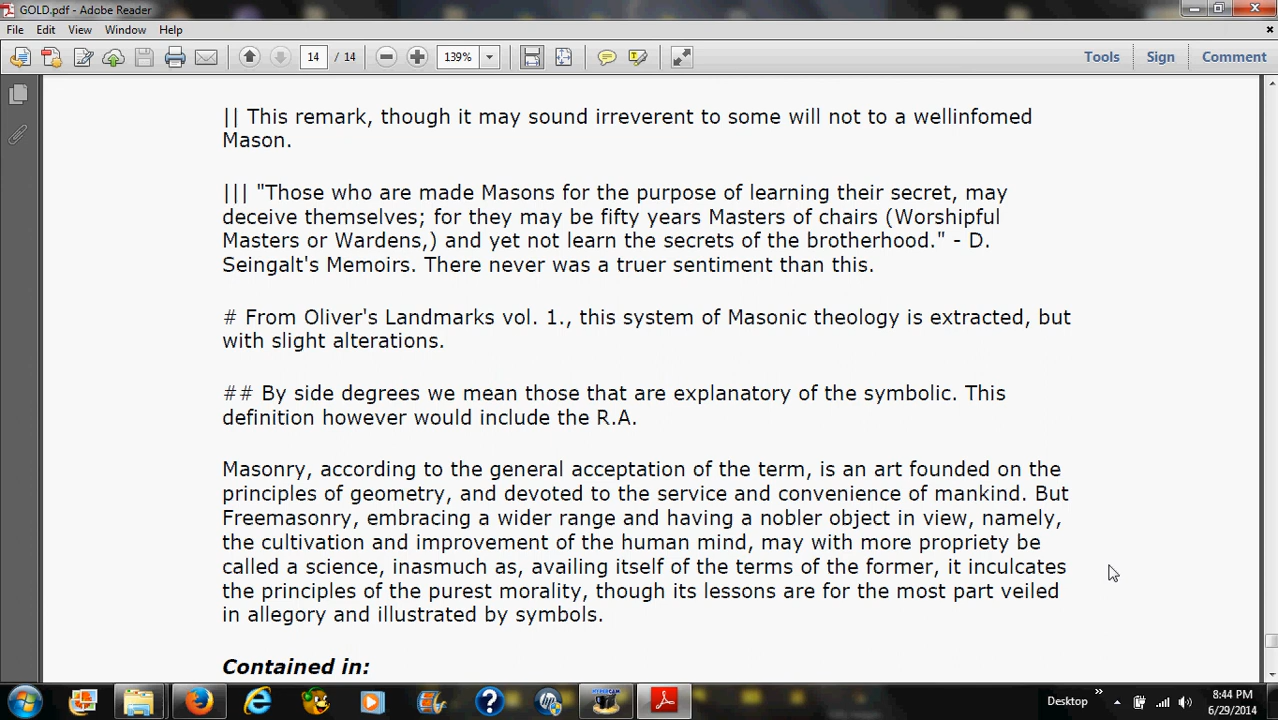 GOLD.pdf - Adobe Reader
File Edit View Window Help
14 / 14 139% Tools Sign Comment
|| This remark, though it may sound irreverent to some will not to a wellinfomed
Mason.
||| "Those who are made Masons for the purpose of learning their secret, may
deceive themselves; for they may be fifty years Masters of chairs (Worshipful
Masters or Wardens,) and yet not learn the secrets of the brotherhood." - D.
Seingalt's Memoirs. There never was a truer sentiment than this.
# From Oliver's Landmarks vol. 1., this system of Masonic theology is extracted, but
with slight alterations.
## By side degrees we mean those that are explanatory of the symbolic. This
definition however would include the R.A.
Masonry, according to the general acceptation of the term, is an art founded on the
principles of geometry, and devoted to the service and convenience of mankind. But
Freemasonry, embracing a wider range and having a nobler object in view, namely,
the cultivation and improvement of the human mind, may with more propriety be
called a science, inasmuch as, availing itself of the terms of the former, it inculcates
the principles of the purest morality, though its lessons are for the most part veiled
in allegory and illustrated by symbols.
Contained in:
Desktop 8:44 PM
6/29/2014